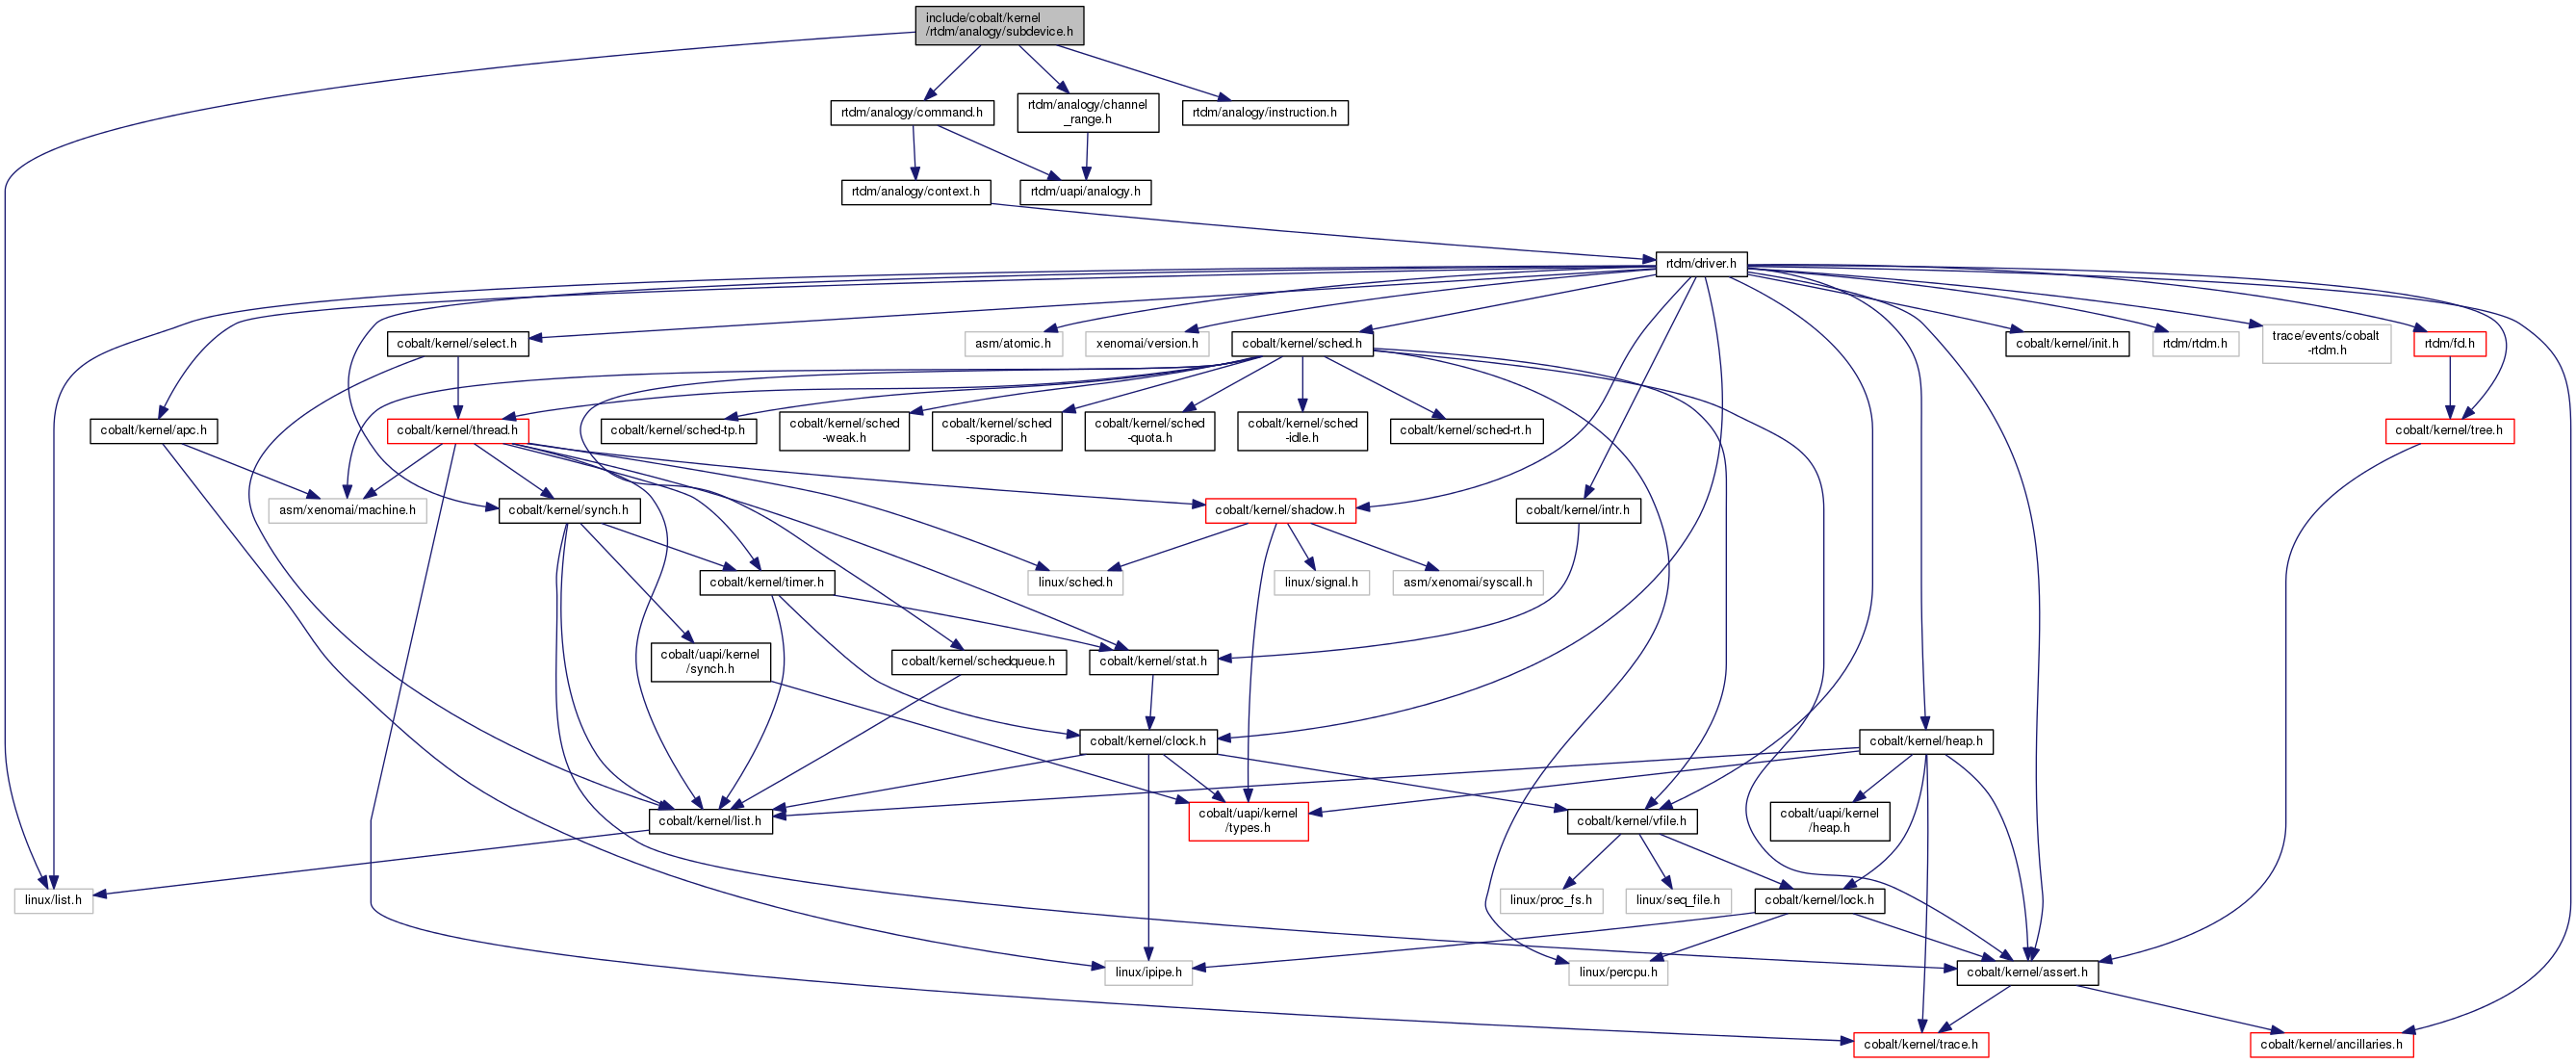 include/cobalt/kernel
/rtdm/analogy/subdevice.h
rtdm/analogy/command.h
rtdm/analogy/channel
_range.h
rtdm/analogy/instruction.h
rtdm/analogy/context.h
rtdm/uapi/analogy.h
rtdm/driver.h
cobalt/kernel/select.h
asm/atomic.h
xenomai/version.h
cobalt/kernel/sched.h
cobalt/kernel/init.h
rtdm/rtdm.h
trace/events/cobalt
-rtdm.h
rtdm/fd.h
cobalt/kernel/apc.h
cobalt/kernel/thread.h
cobalt/kernel/sched-tp.h
cobalt/kernel/sched
-weak.h
cobalt/kernel/sched
-sporadic.h
cobalt/kernel/sched
-quota.h
cobalt/kernel/sched
-idle.h
cobalt/kernel/sched-rt.h
cobalt/kernel/tree.h
asm/xenomai/machine.h
cobalt/kernel/synch.h
cobalt/kernel/shadow.h
cobalt/kernel/intr.h
cobalt/kernel/timer.h
linux/sched.h
linux/signal.h
asm/xenomai/syscall.h
cobalt/uapi/kernel
/synch.h
cobalt/kernel/schedqueue.h
cobalt/kernel/stat.h
cobalt/kernel/clock.h
cobalt/kernel/heap.h
cobalt/kernel/list.h
cobalt/uapi/kernel
/types.h
cobalt/kernel/vfile.h
cobalt/uapi/kernel
/heap.h
linux/list.h
linux/proc_fs.h
linux/seq_file.h
cobalt/kernel/lock.h
linux/ipipe.h
linux/percpu.h
cobalt/kernel/assert.h
cobalt/kernel/trace.h
cobalt/kernel/ancillaries.h